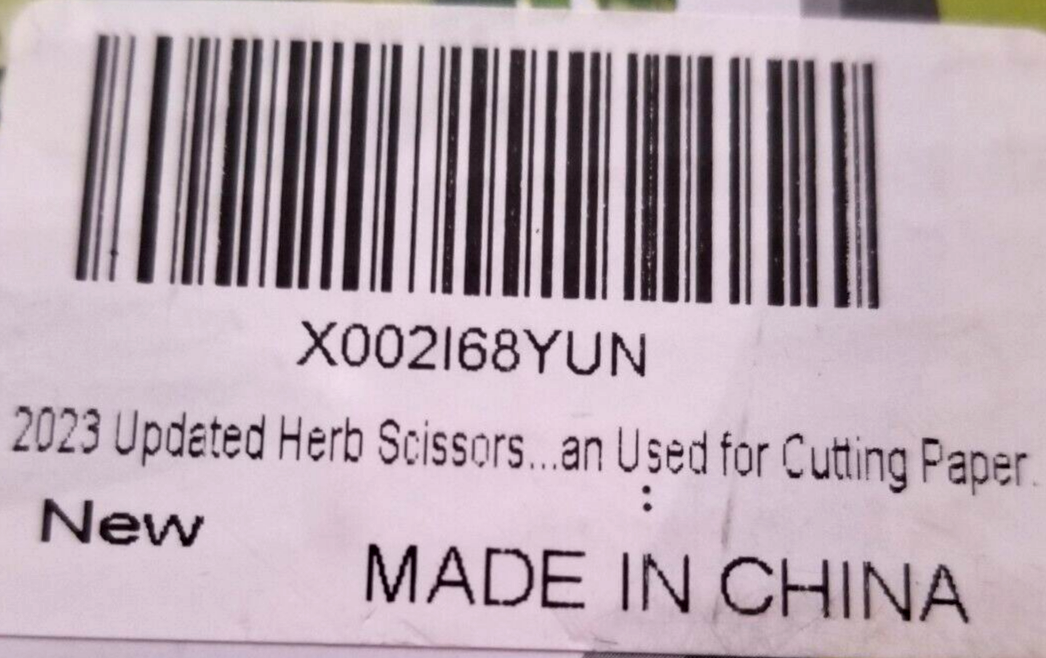 X002I68YUN
2023 Updated Herb Scissors...an Used for Cutting Paper.
New
:
MADE IN CHINA